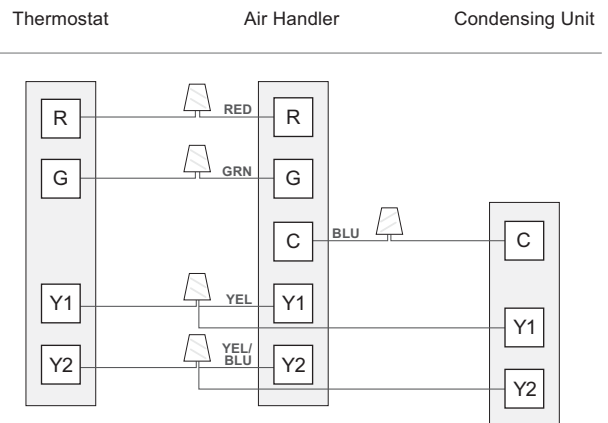 Thermostat Air Handler Condensing Unit
R RED R
G GRN G
C BLU C
Y1 YEL Y1
Y1
Y2 YEL/
BLU Y2
Y2